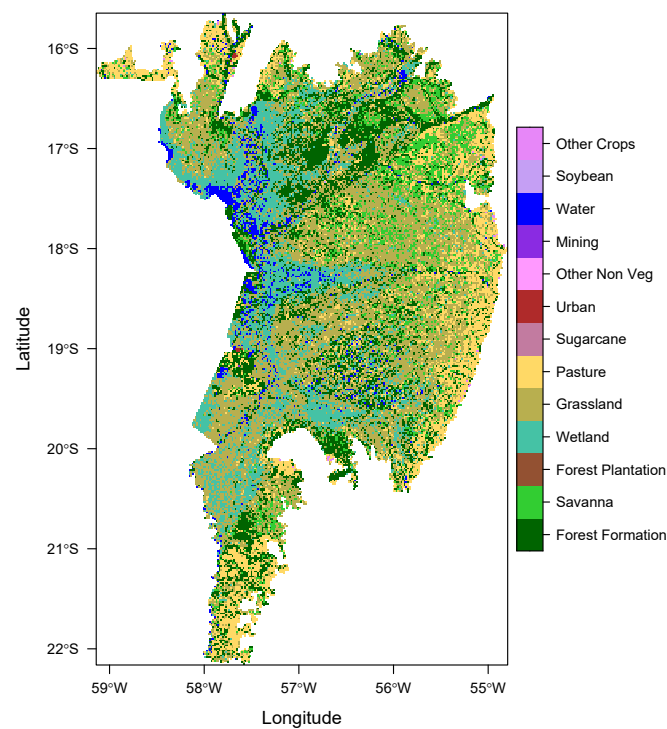 16°S
17°S
18°S
19°S
20°S
21°S
22°S
Latitude
59°W
58°W
57°W
56°W
55°W
Longitude
Other Crops
Soybean
Water
Mining
Other Non Veg
Urban
Sugarcane
Pasture
Grassland
Wetland
Forest Plantation
Savanna
Forest Formation